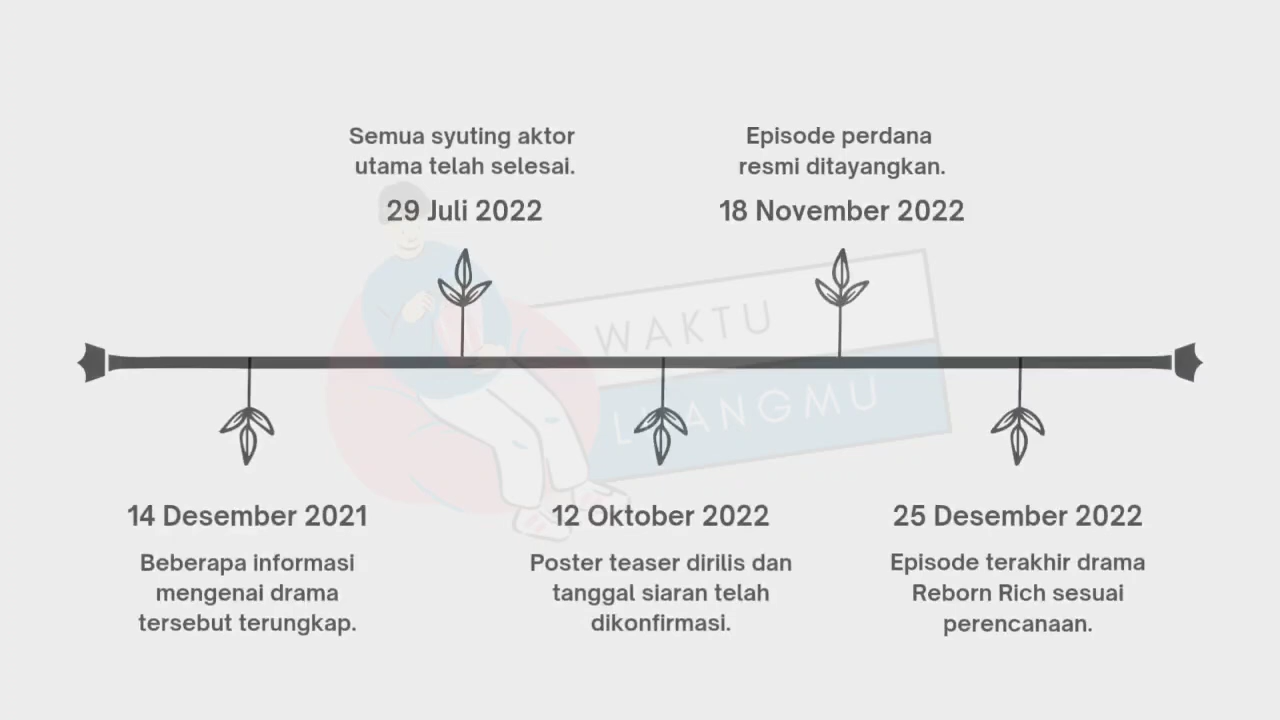 Semua syuting aktor
utama telah selesai.
29 Juli 2022
Episode perdana
resmi ditayangkan.
18 November 2022
WAKTU
LUANGMU
14 Desember 2021
Beberapa informasi
mengenai drama
tersebut terungkap.
12 Oktober 2022
Poster teaser dirilis dan
tanggal siaran telah
dikonfirmasi.
25 Desember 2022
Episode terakhir drama
Reborn Rich sesuai
perencanaan.